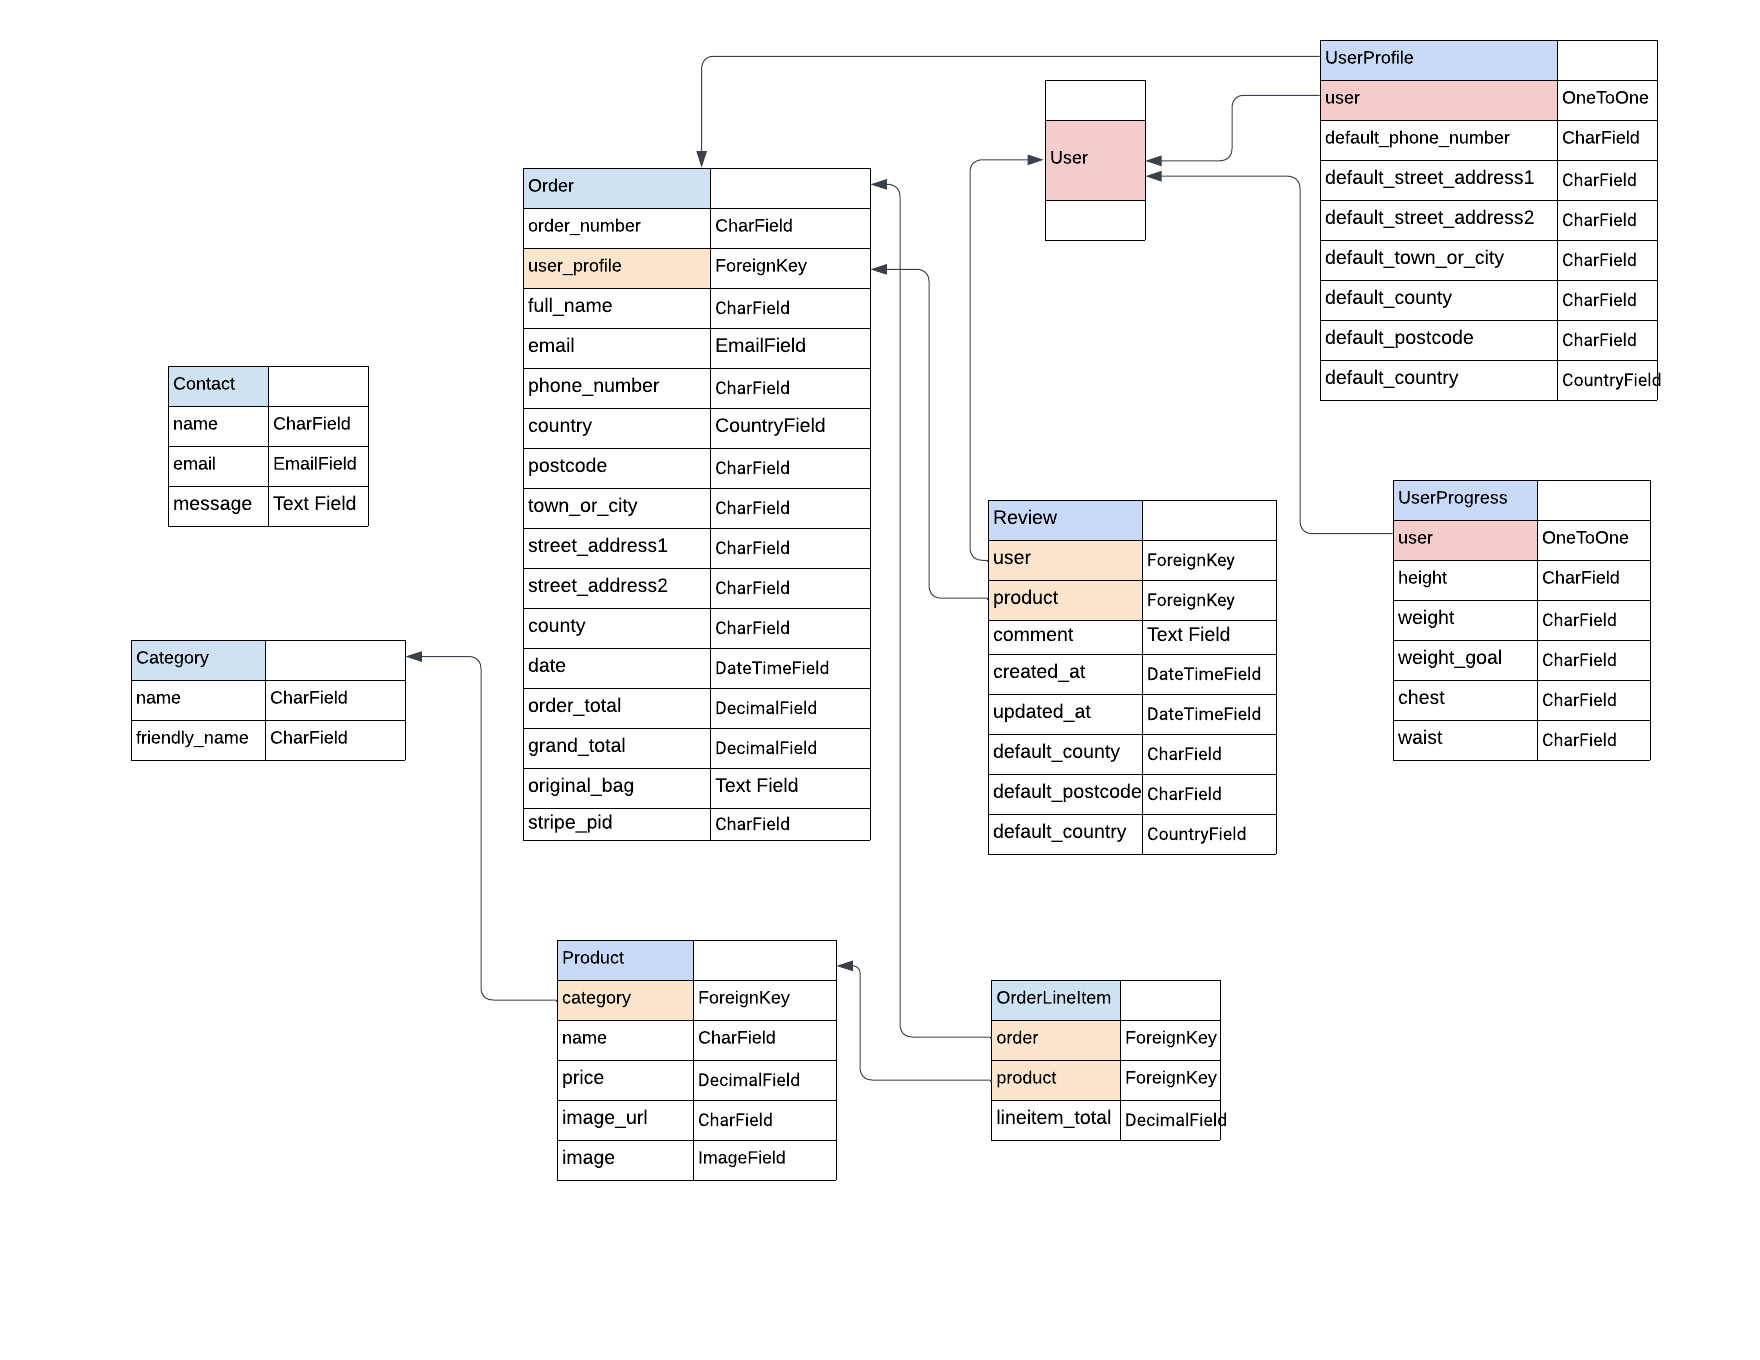 UserProfile
user OneToOne
default_phone_number CharField
default_street_address1 CharField
default_street_address2 CharField
default_town_or_city CharField
default_county CharField
default_postcode CharField
default_country CountryField
User
Order
order_number CharField
user_profile ForeignKey
full_name CharField
email EmailField
phone_number CharField
country CountryField
postcode CharField
town_or_city CharField
street_address1 CharField
street_address2 CharField
county CharField
date DateTimeField
order_total DecimalField
grand_total DecimalField
original_bag Text Field
stripe_pid CharField
Contact
name CharField
email EmailField
message Text Field
Review
user ForeignKey
product ForeignKey
comment Text Field
created_at DateTimeField
updated_at DateTimeField
default_county CharField
default_postcode CharField
default_country CountryField
UserProgress
user OneToOne
height CharField
weight CharField
weight_goal CharField
chest CharField
waist CharField
Category
name CharField
friendly_name CharField
Product
category ForeignKey
name CharField
price DecimalField
image_url CharField
image ImageField
OrderLineItem
order ForeignKey
product ForeignKey
lineitem_total DecimalField